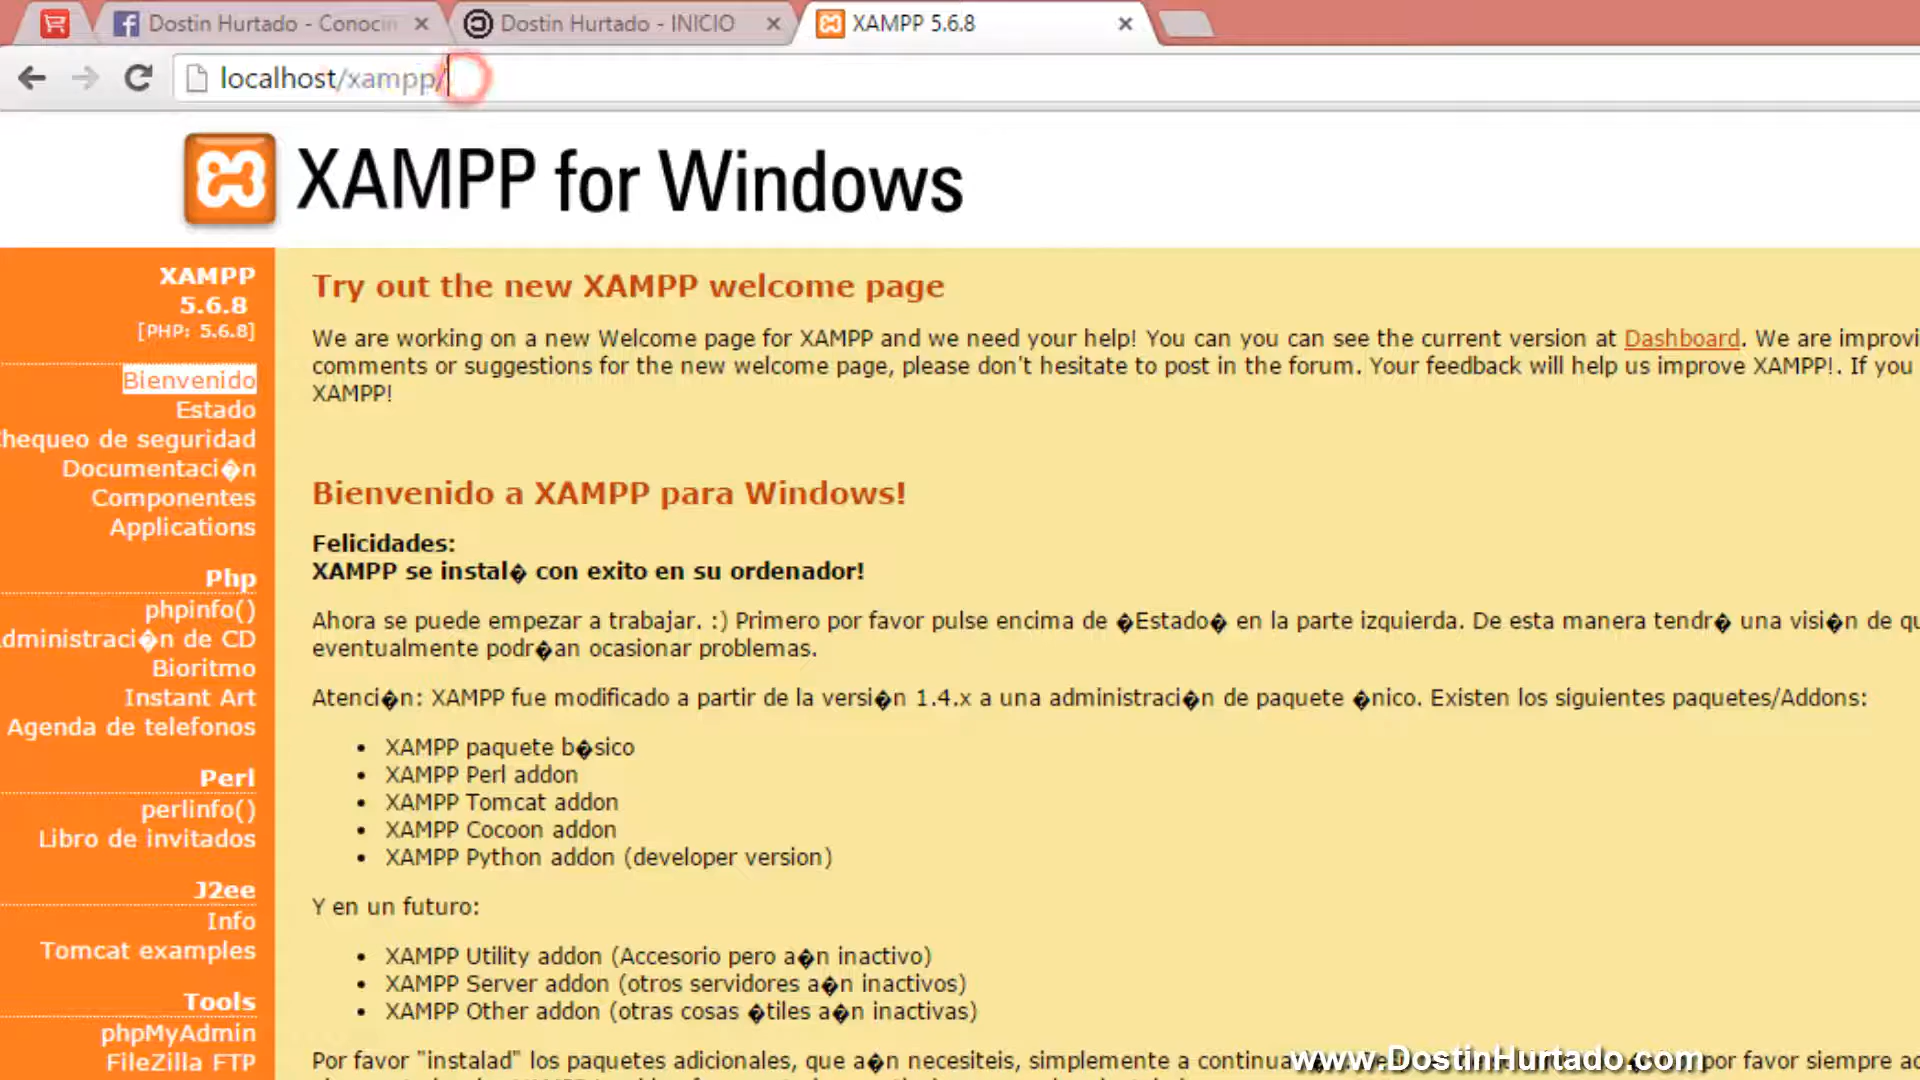 Dostin Hurtado - Conocin
Dostin Hurtado - INICIO
XAMPP 5.6.8
localhost/xampp/
XAMPP for Windows
XAMPP
5.6.8
[PHP: 5.6.8]
Bienvenido
Estado
hequeo de seguridad
Documentaci�n
Componentes
Applications
Php
phpinfo()
dministraci�n de CD
Bioritmo
Instant Art
Agenda de telefonos
Perl
perlinfo()
Libro de invitados
J2ee
Info
Tomcat examples
Tools
phpMyAdmin
FileZilla FTP
Try out the new XAMPP welcome page
We are working on a new Welcome page for XAMPP and we need your help! You can you can see the current version at Dashboard. We are improvi
comments or suggestions for the new welcome page, please don't hesitate to post in the forum. Your feedback will help us improve XAMPP!. If you
XAMPP!
Bienvenido a XAMPP para Windows!
Felicidades:
XAMPP se instal� con exito en su ordenador!
Ahora se puede empezar a trabajar. :) Primero por favor pulse encima de �Estado� en la parte izquierda. De esta manera tendr� una visi�n de qu
eventualmente podr�an ocasionar problemas.
Atenci�n: XAMPP fue modificado a partir de la versi�n 1.4.x a una administraci�n de paquete �nico. Existen los siguientes paquetes/Addons:
XAMPP paquete b�sico
XAMPP Perl addon
XAMPP Tomcat addon
XAMPP Cocoon addon
XAMPP Python addon (developer version)
Y en un futuro:
XAMPP Utility addon (Accesorio pero a�n inactivo)
XAMPP Server addon (otros servidores a�n inactivos)
XAMPP Other addon (otras cosas �tiles a�n inactivas)
Por favor "instalad" los paquetes adicionales, que a�n necesiteis, simplemente a continua por favor siempre ac
www.DostinHurtado.com